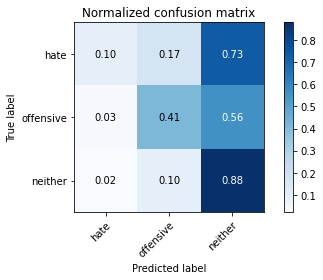 Normalized confusion matrix
True label
hate
offensive
neither
0.10 0.17 0.73
0.03 0.41 0.56
0.02 0.10 0.88
hate
offensive
neither
Predicted label
0.8
0.7
0.6
0.5
0.4
0.3
0.2
0.1